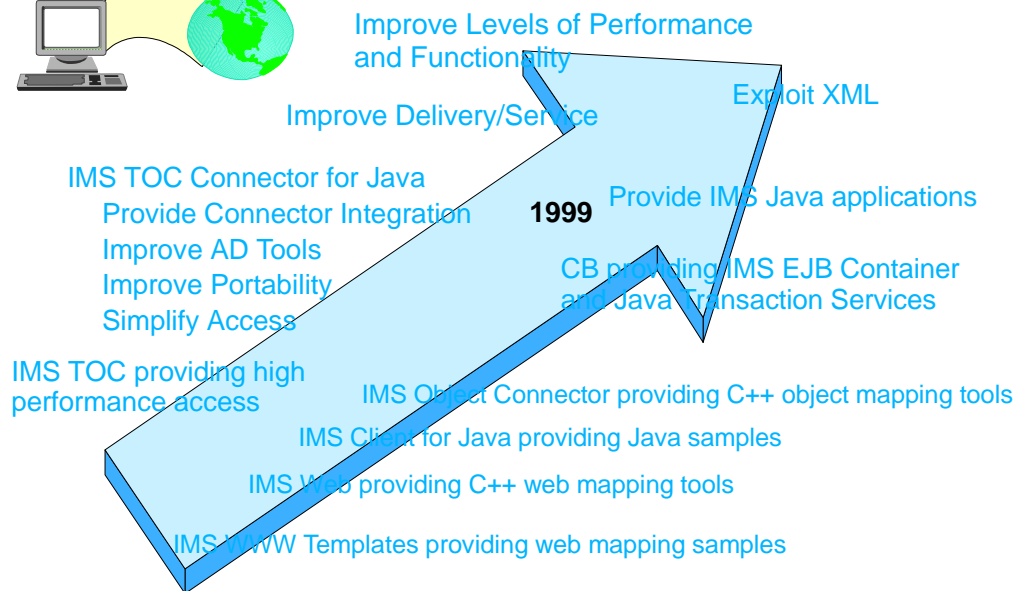 Improve Levels of Performance
and Functionality
Exploit XML
Improve Delivery/Service
IMS TOC Connector for Java
Provide Connector Integration
1999
Provide IMS Java applications
Improve AD Tools
Improve Portability
Simplify Access
CB providing IMS EJB Container
and Java Transaction Services
IMS TOC providing high
performance access
IMS Object Connector providing C++ object mapping tools
IMS Client for Java providing Java samples
IMS Web providing C++ web mapping tools
IMS WWW Templates providing web mapping samples